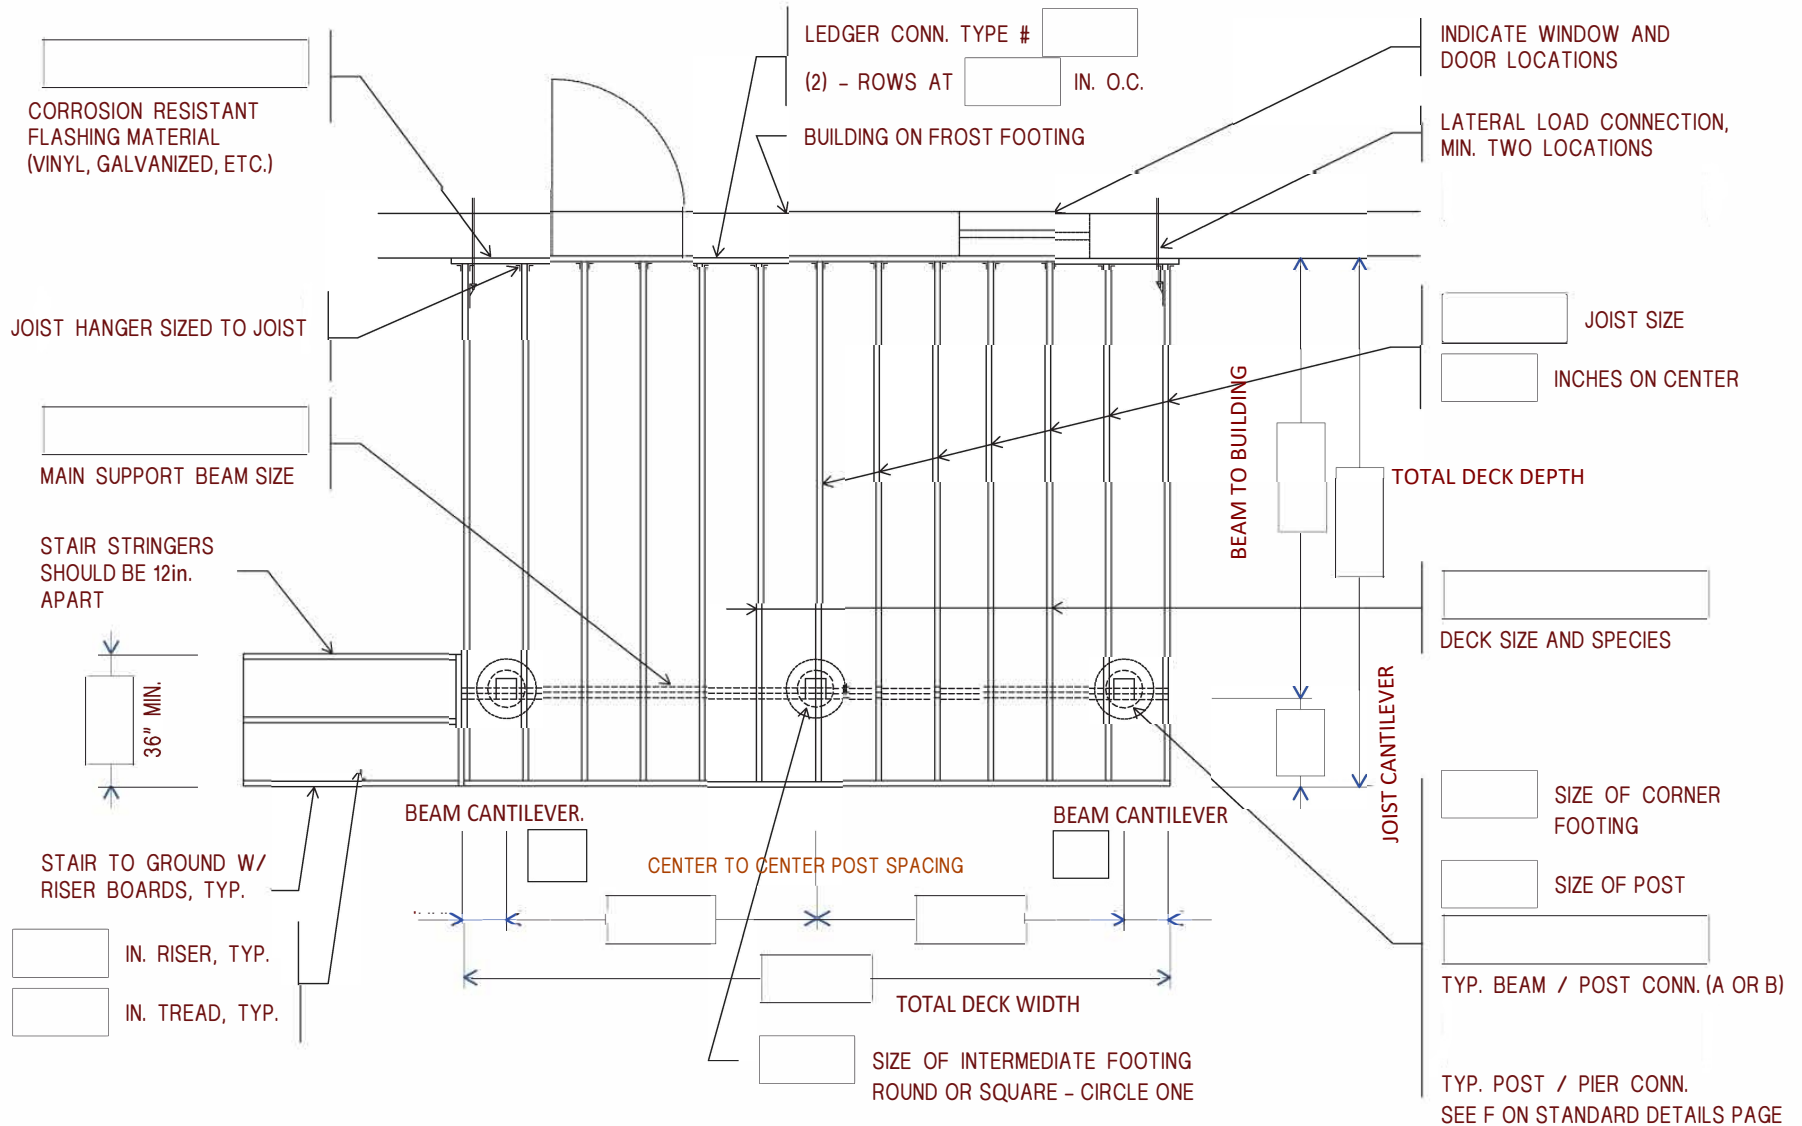 LEDGER CONN. TYPE #
(2) - ROWS AT IN. O.C.
BUILDING ON FROST FOOTING
INDICATE WINDOW AND
DOOR LOCATIONS
LATERAL LOAD CONNECTION,
MIN. TWO LOCATIONS
CORROSION RESISTANT
FLASHING MATERIAL
(VINYL, GALVANIZED, ETC.)
JOIST HANGER SIZED TO JOIST
JOIST SIZE
INCHES ON CENTER
MAIN SUPPORT BEAM SIZE
BEAM TO BUILDING
TOTAL DECK DEPTH
STAIR STRINGERS
SHOULD BE 12in.
APART
DECK SIZE AND SPECIES
36" MIN.
JOIST CANTILEVER
BEAM CANTILEVER.
BEAM CANTILEVER
CENTER TO CENTER POST SPACING
SIZE OF CORNER
FOOTING
SIZE OF POST
STAIR TO GROUND W/
RISER BOARDS, TYP.
IN. RISER, TYP.
IN. TREAD, TYP.
TOTAL DECK WIDTH
TYP. BEAM / POST CONN. (A OR B)
SIZE OF INTERMEDIATE FOOTING
ROUND OR SQUARE - CIRCLE ONE
TYP. POST / PIER CONN.
SEE F ON STANDARD DETAILS PAGE